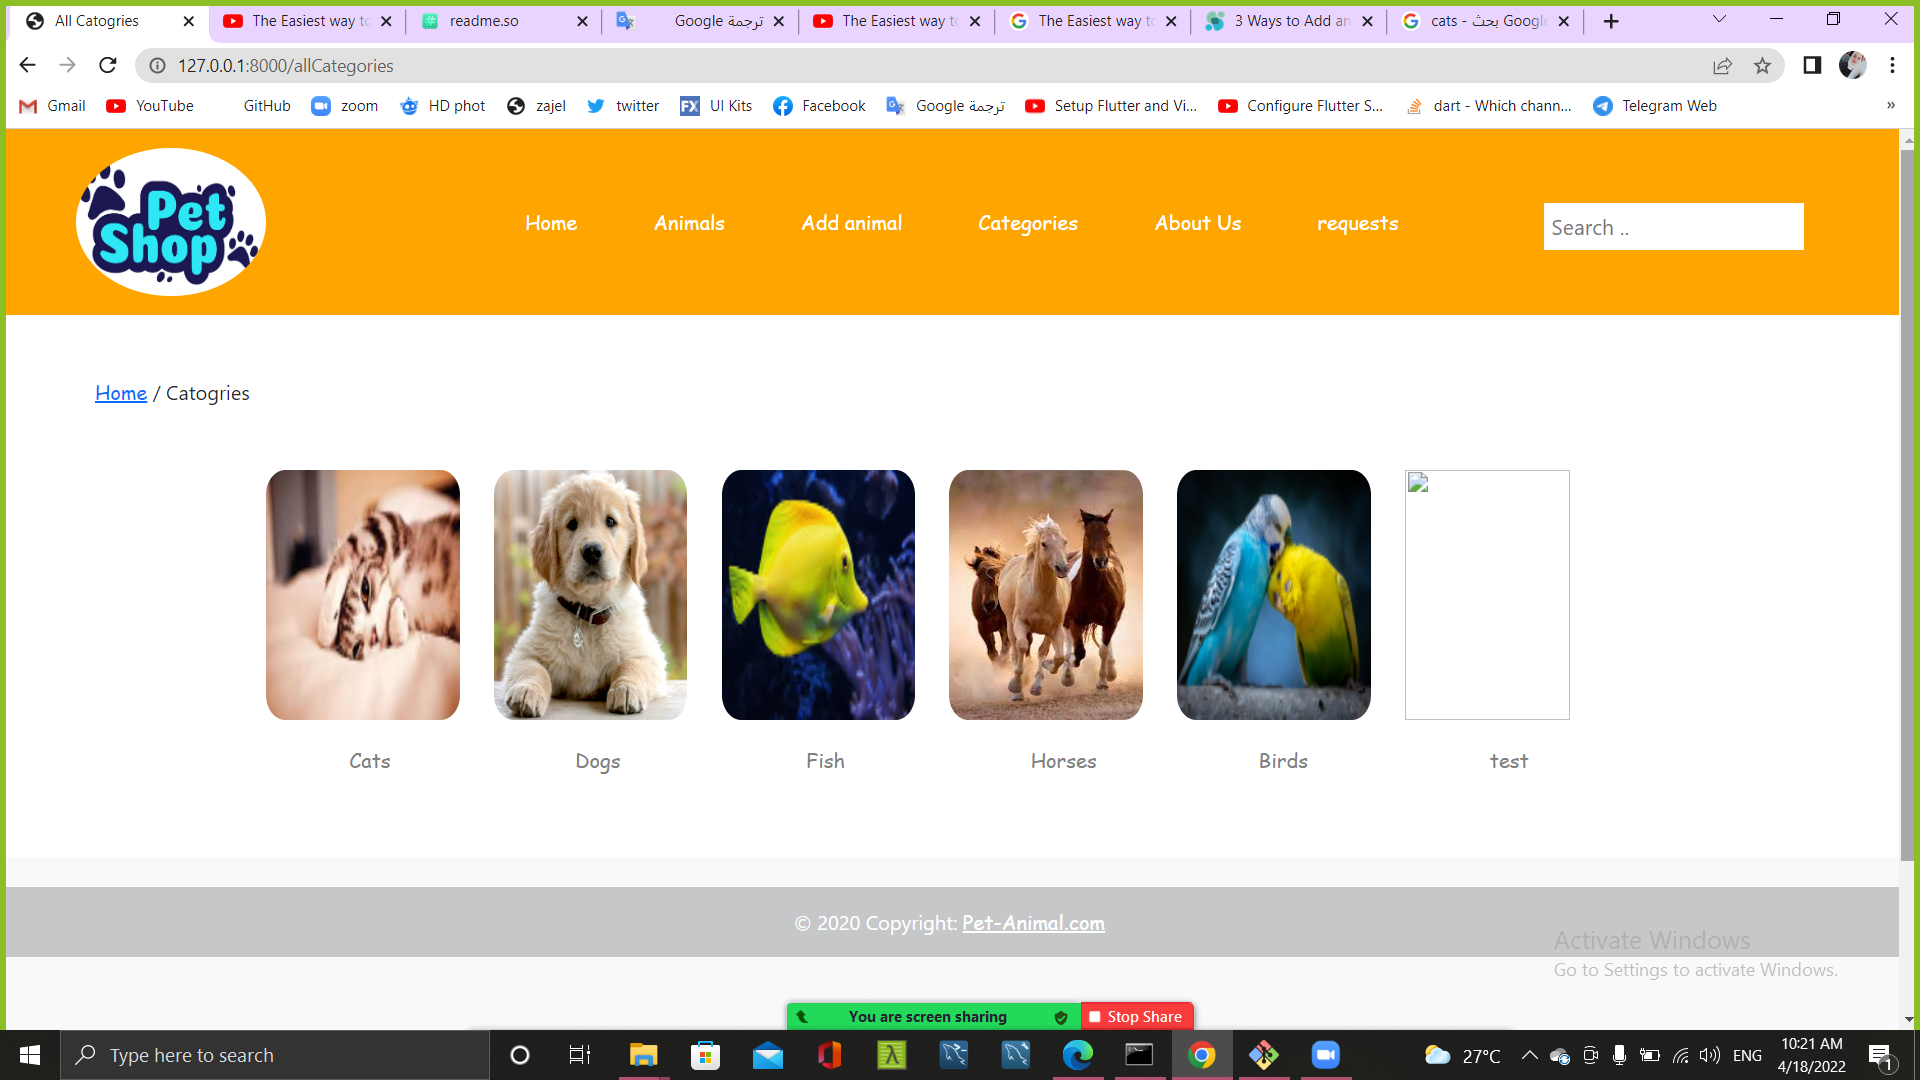 All Catogries
The Easiest way to
readme.so
Google ترجمة
The Easiest way to
The Easiest way to
3 Ways to Add an
cats - بحث Google
127.0.0.1:8000/allCategories
Gmail
YouTube
GitHub
zoom
HD phot
zajel
twitter
UI Kits
Facebook
Google ترجمة
Setup Flutter and Vi...
Configure Flutter S...
dart - Which chann...
Telegram Web
»
Pet
Shop
Home
Animals
Add animal
Categories
About Us
requests
Search ..
Home / Catogries
Cats
Dogs
Fish
Horses
Birds
test
© 2020 Copyright: Pet-Animal.com
Activate Windows
Go to Settings to activate Windows.
You are screen sharing
Stop Share
Type here to search
27°C
ENG
10:21 AM
4/18/2022
1